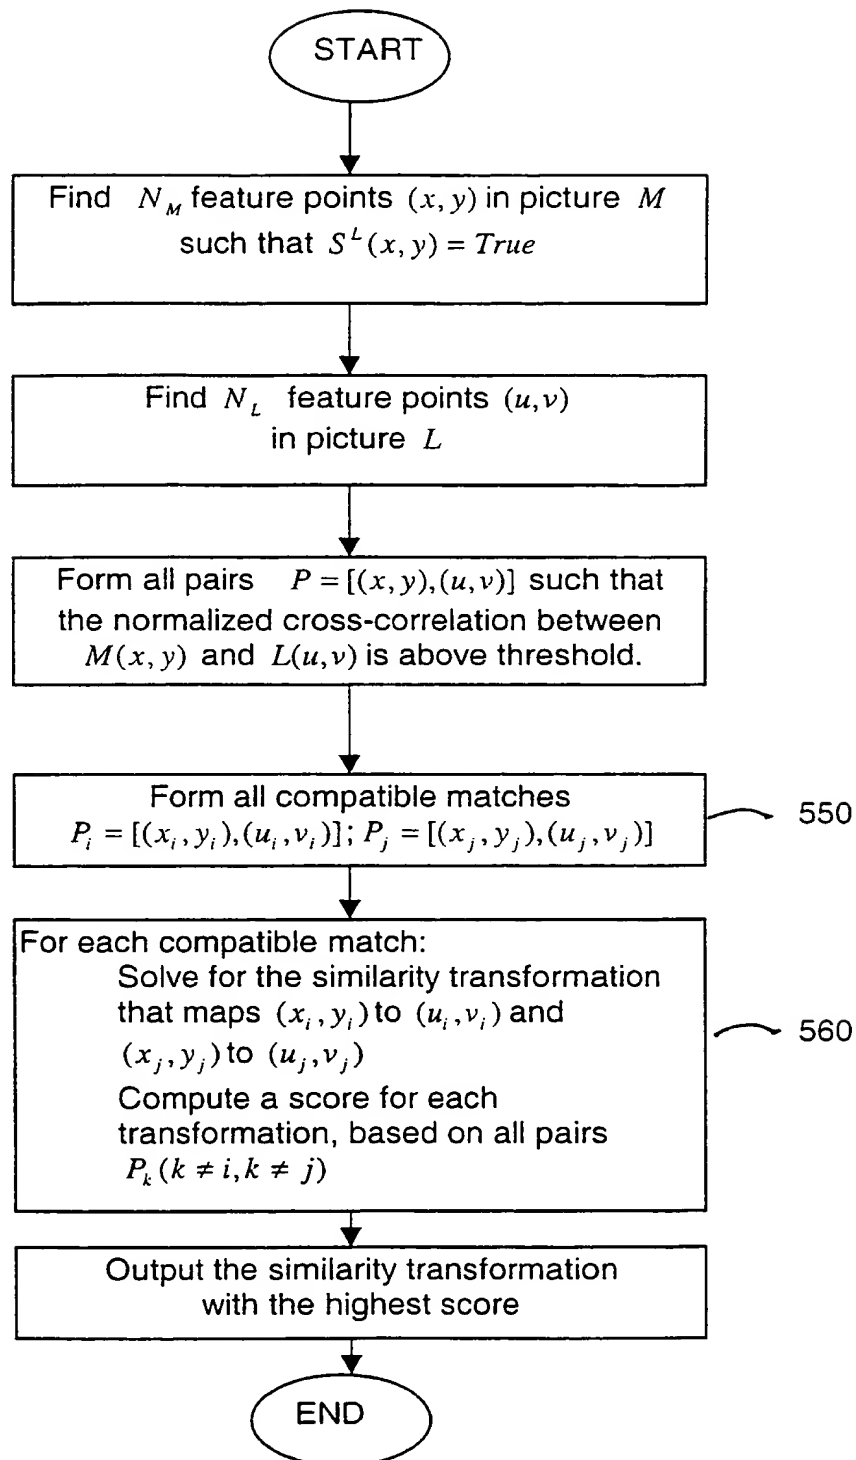 START
Find N_M feature points (x, y) in picture M
such that S^L(x, y) = True
Find N_L feature points (u,v)
in picture L
Form all pairs P = [(x, y),(u,v)] such that
the normalized cross-correlation between
M(x, y) and L(u,v) is above threshold.
Form all compatible matches
P_i = [(x_i, y_i),(u_i,v_i)]; P_j = [(x_j, y_j),(u_j,v_j)]
550
For each compatible match:
Solve for the similarity transformation
that maps (x_i, y_i) to (u_i,v_i) and
(x_j, y_j) to (u_j,v_j)
Compute a score for each
transformation, based on all pairs
P_k (k ≠ i,k ≠ j)
560
Output the similarity transformation
with the highest score
END